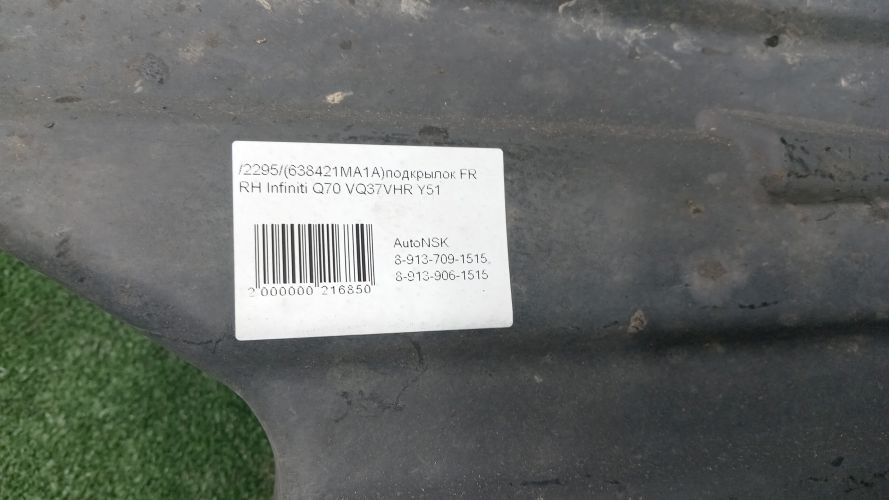 /2295/(638421MA1A)подкрылок FR
RH Infiniti Q70 VQ37VHR Y51
AutoNSK
8-913-709-1515,
8-913-906-1515
2 000000 216850